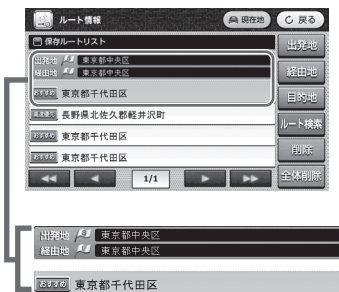 ルート情報 現在地 戻る
保存ルートリスト 出発地
出発地 東京都中央区
経由地 東京都中央区 経由地
おすすめ 東京都千代田区 目的地
長野県北佐久郡軽井沢町
おすすめ 東京都千代田区 ルート検索
おすすめ 東京都千代田区 削除
1/1 全体削除
出発地 東京都中央区
経由地 東京都中央区
おすすめ 東京都千代田区